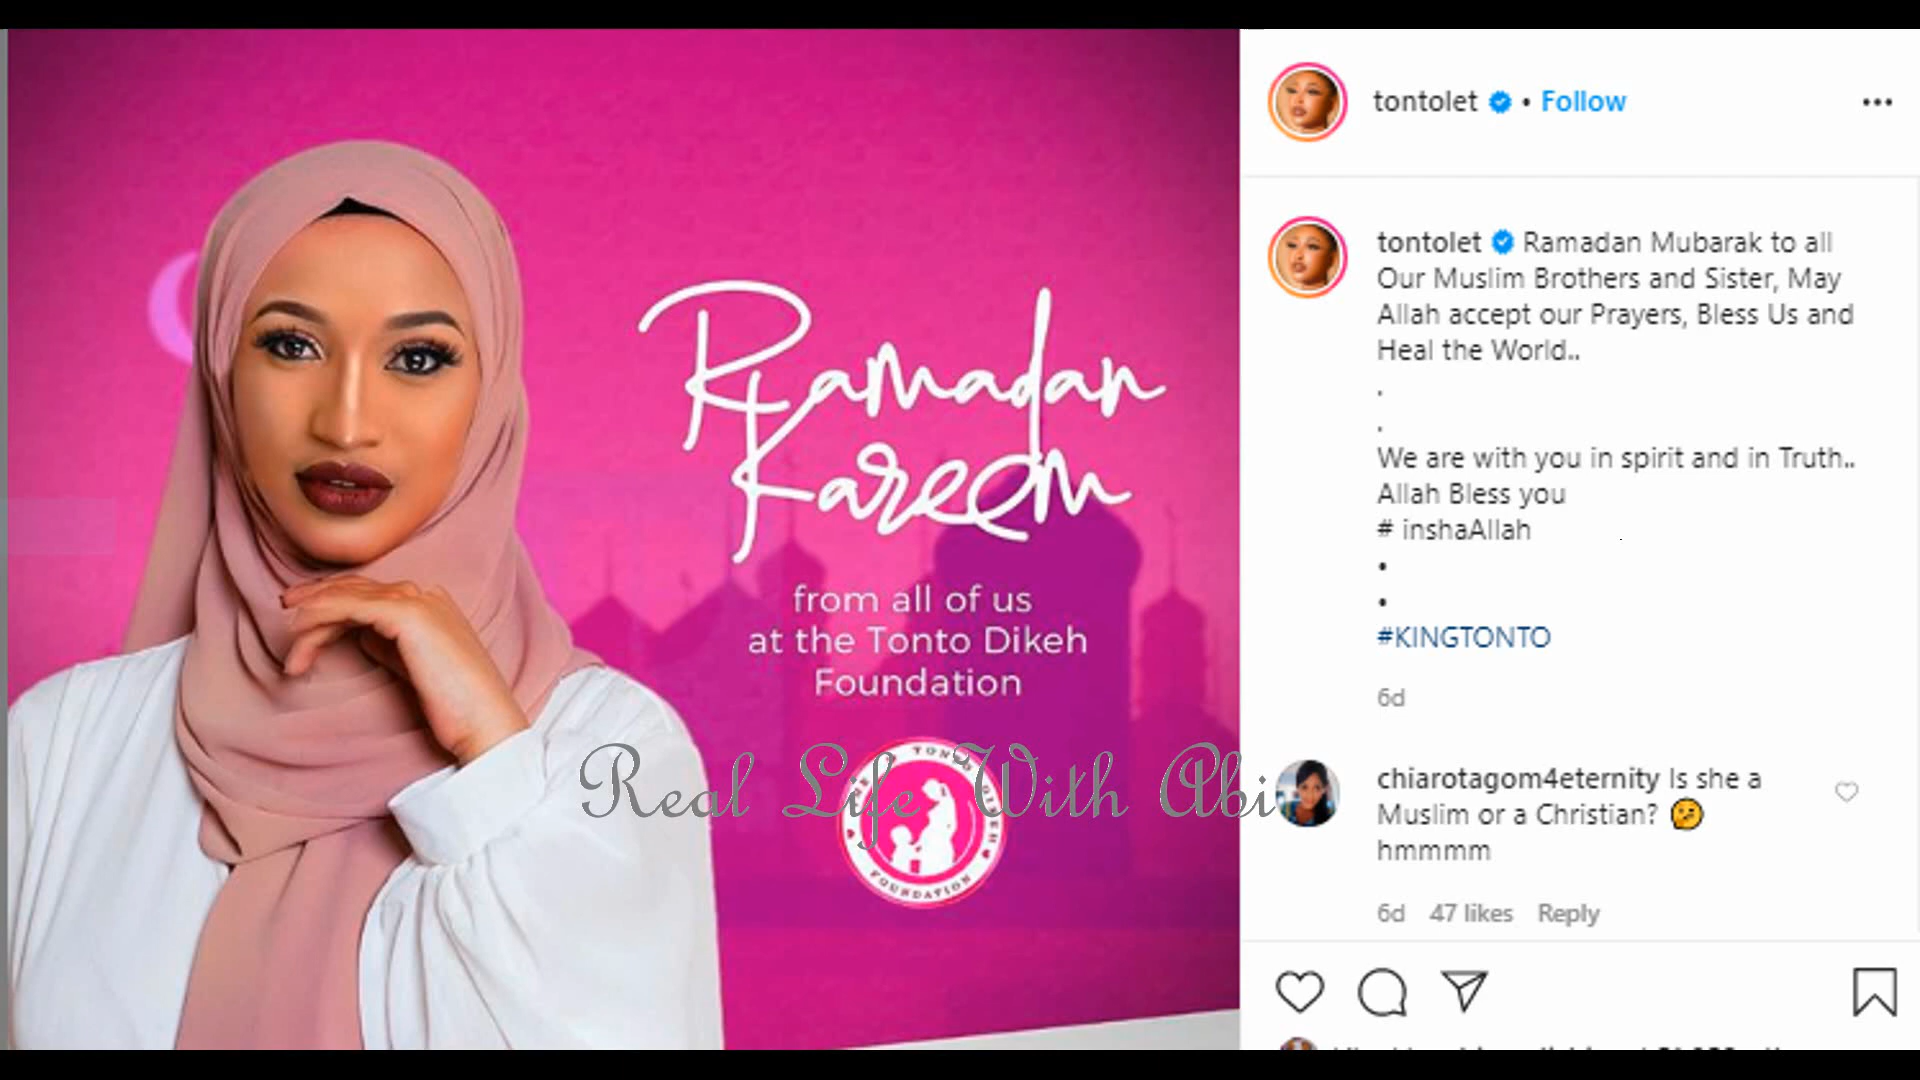 Ramadan
Kareem
from all of us
at the Tonto Dikeh
Foundation
TONTO DIKEH
FOUNDATION
Real Life With Abi
tontolet • Follow
tontolet Ramadan Mubarak to all
Our Muslim Brothers and Sister, May
Allah accept our Prayers, Bless Us and
Heal the World..
.
.
We are with you in spirit and in Truth..
Allah Bless you
# inshaAllah
•
•
#KINGTONTO
6d
chiarotagom4eternity Is she a
Muslim or a Christian? 🤔
hmmmm
6d 47 likes Reply